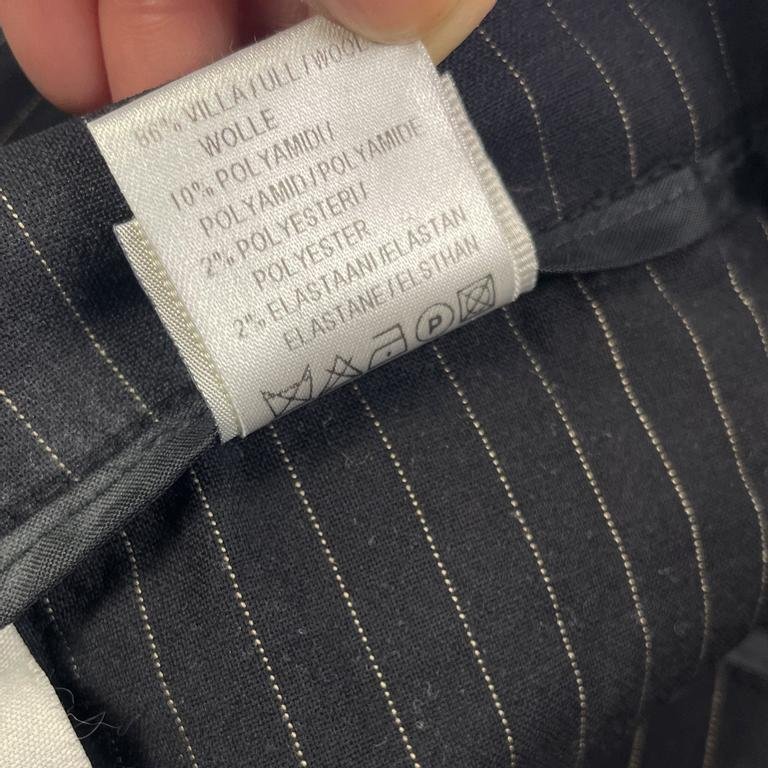 86% VILLA/ULL/WOOL
WOLLE
10% POLYAMIDI/
POLYAMID/POLYAMIDE
2% POLYESTERI/
POLYESTER
2% ELASTAANI/ELASTAN
ELASTANE/ELSTHAN
P